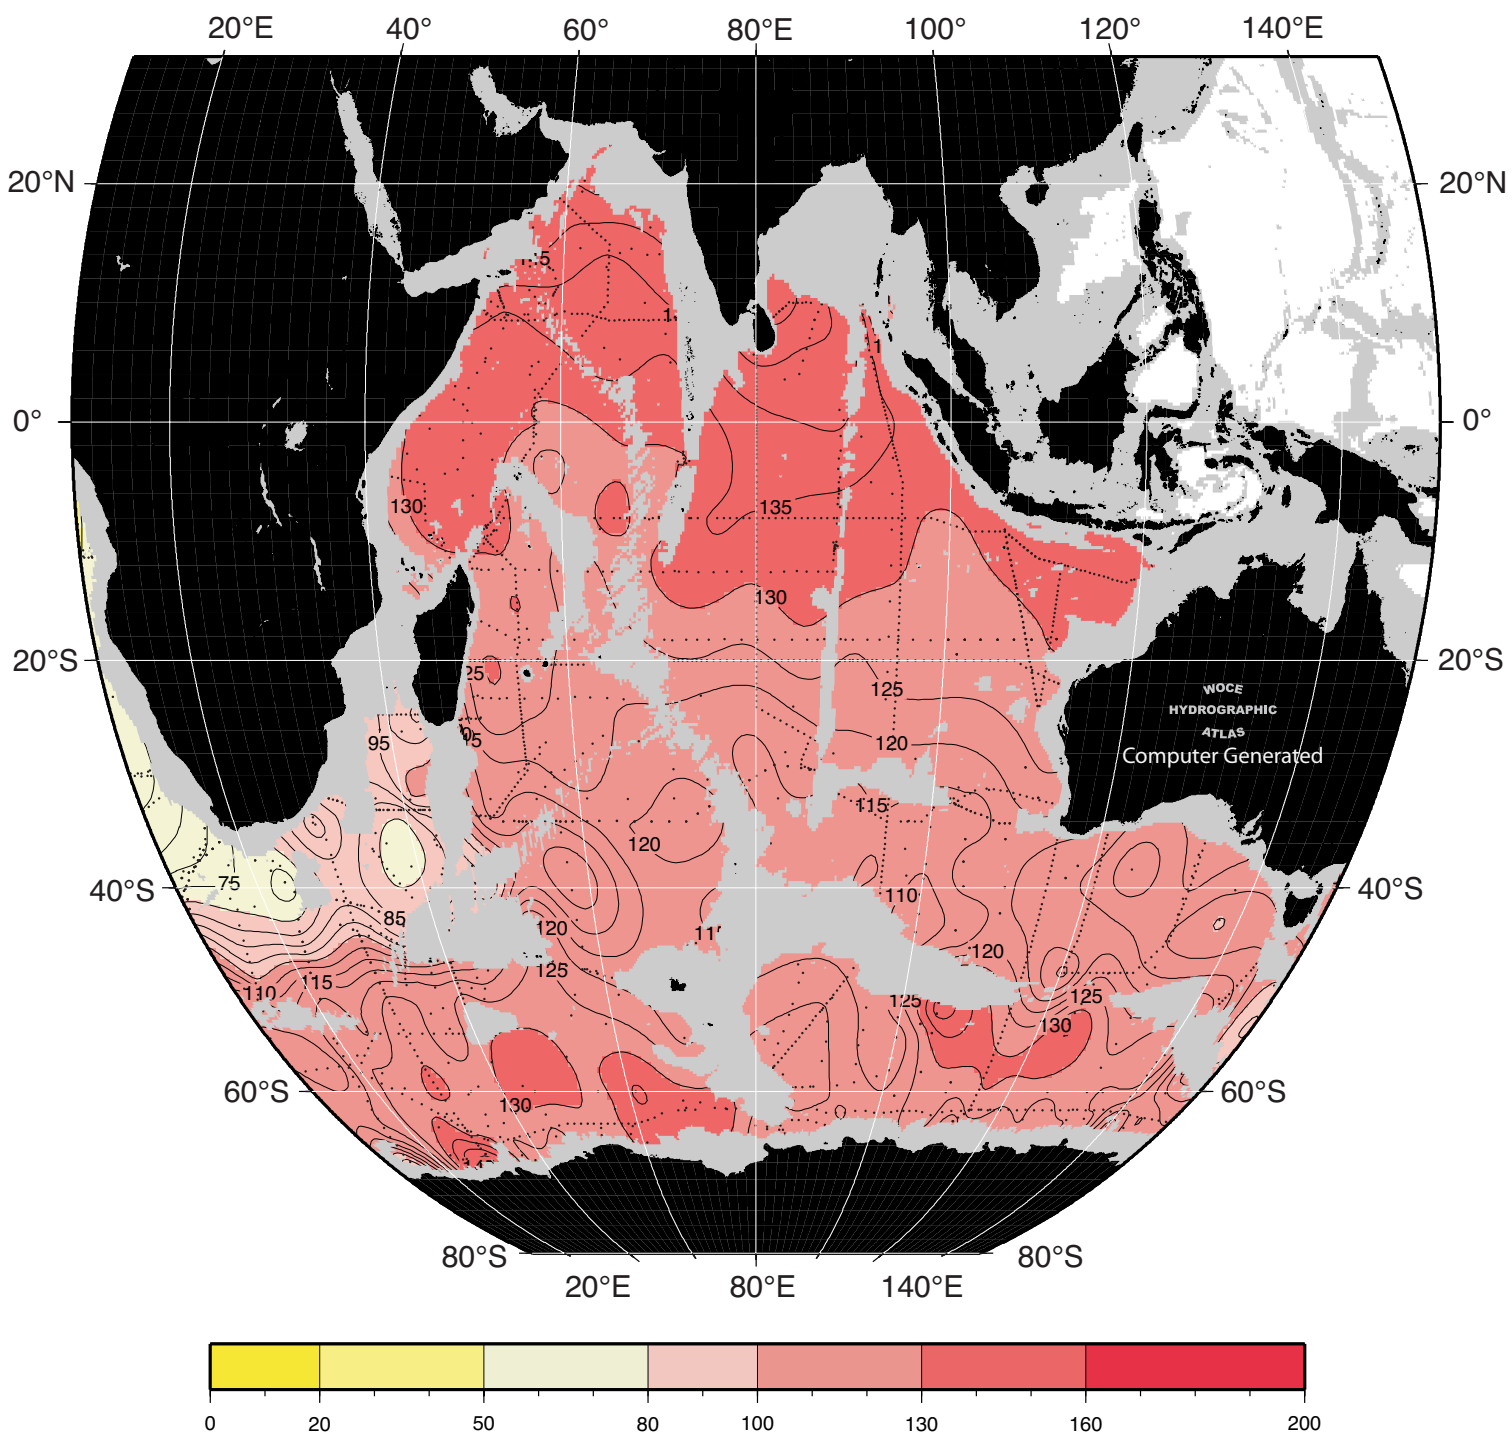 20°E 40° 60° 80°E 100° 120° 140°E
20°N 20°N
0° 0°
130 135
130
20°S 20°S
125
WOCE
HYDROGRAPHIC
ATLAS
Computer Generated
95 120
115
120
75 40°S 110 40°S
85 120 120
115 125 125 125
110 130
60°S 130 60°S
80°S 80°S
20°E 80°E 140°E
0 20 50 80 100 130 160 200